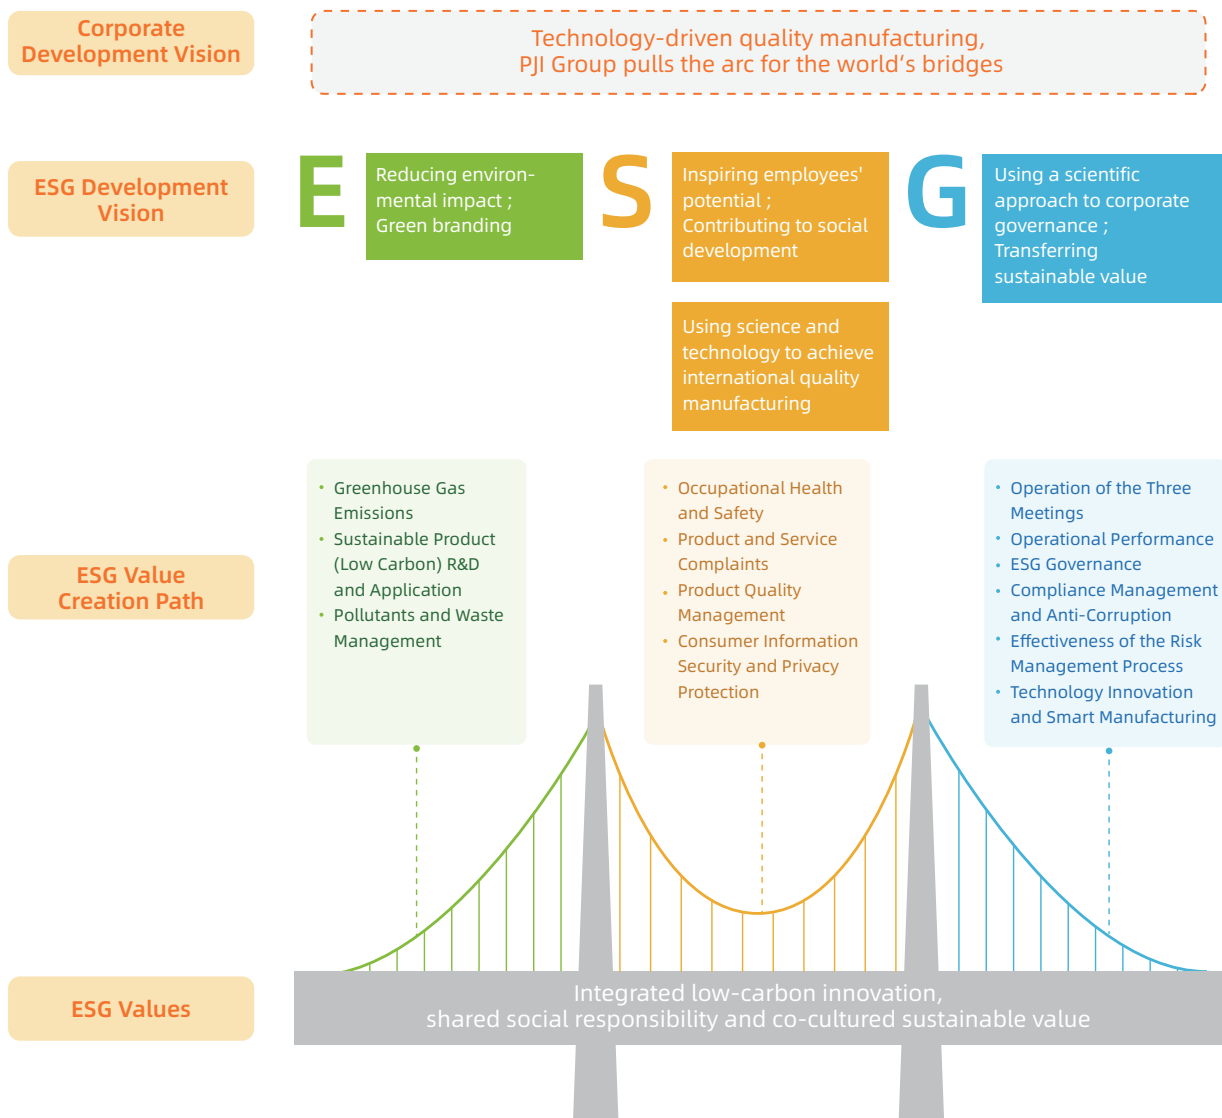 Corporate
Development Vision
Technology-driven quality manufacturing,
PJI Group pulls the arc for the world's bridges
ESG Development
Vision
E
Reducing environ-
mental impact ;
Green branding
S
Inspiring employees'
potential ;
Contributing to social
development
Using science and
technology to achieve
international quality
manufacturing
G
Using a scientific
approach to corporate
governance ;
Transferring
sustainable value
ESG Value
Creation Path
• Greenhouse Gas
Emissions
• Sustainable Product
(Low Carbon) R&D
and Application
• Pollutants and Waste
Management
• Occupational Health
and Safety
• Product and Service
Complaints
• Product Quality
Management
• Consumer Information
Security and Privacy
Protection
• Operation of the Three
Meetings
• Operational Performance
• ESG Governance
• Compliance Management
and Anti-Corruption
• Effectiveness of the Risk
Management Process
• Technology Innovation
and Smart Manufacturing
ESG Values
Integrated low-carbon innovation,
shared social responsibility and co-cultured sustainable value